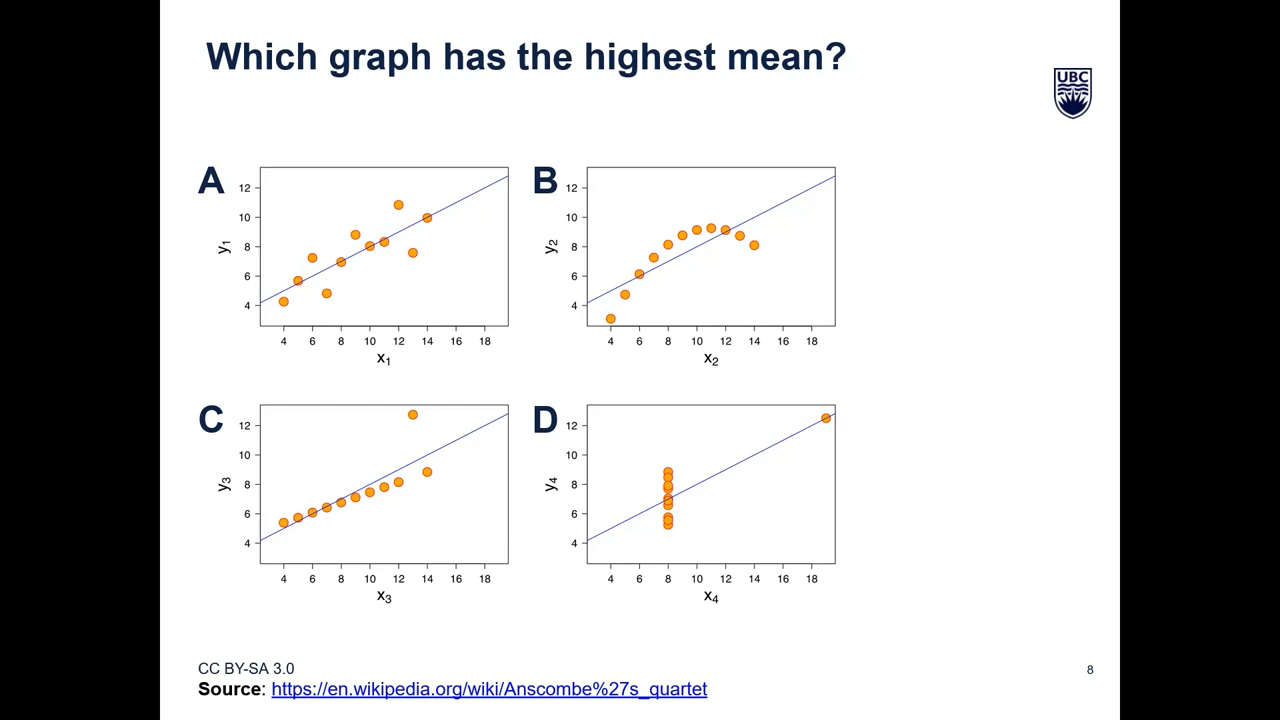 Which graph has the highest mean?
UBC
A
12
10
8
6
4
y1
4 6 8 10 12 14 16 18
x1
B
12
10
8
6
4
y2
4 6 8 10 12 14 16 18
x2
C
12
10
8
6
4
y3
4 6 8 10 12 14 16 18
x3
D
12
10
8
6
4
y4
4 6 8 10 12 14 16 18
x4
CC BY-SA 3.0
8
Source: https://en.wikipedia.org/wiki/Anscombe%27s_quartet